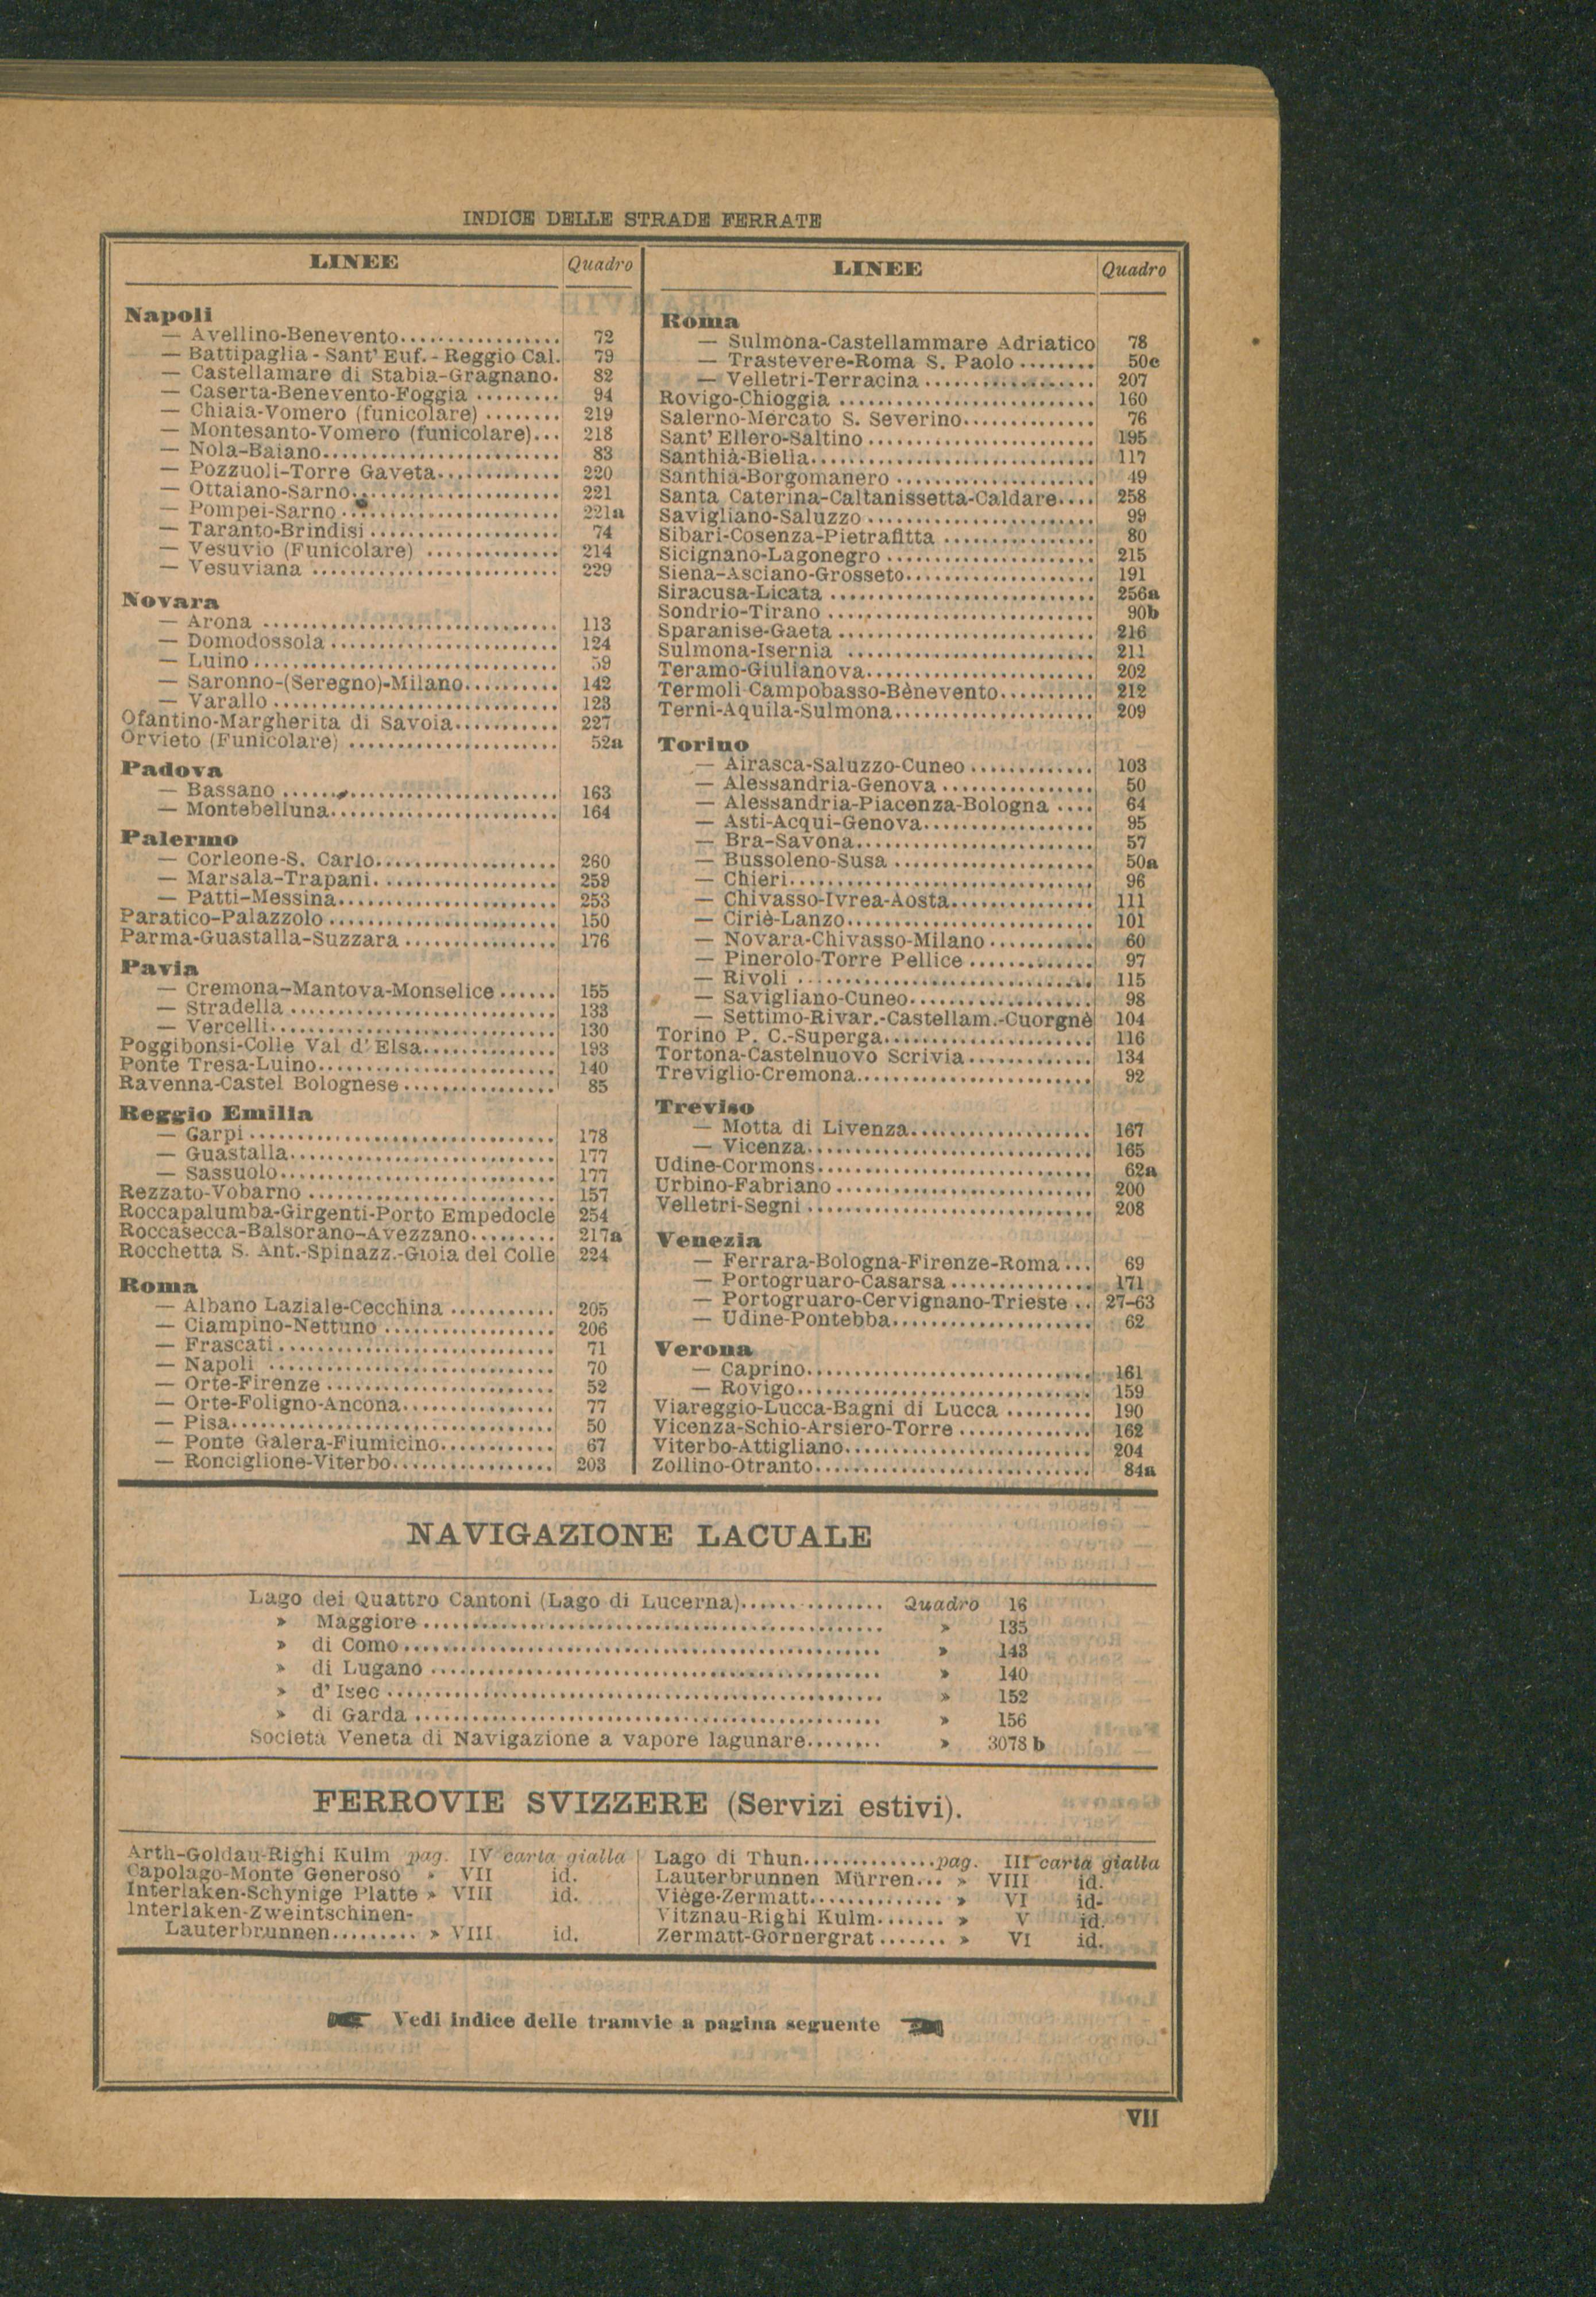 INDICE DELLE STRADE FERRATE
LINEE Quadro
Napoli
— Avellino-Benevento................. 72
— Battipaglia - Sant' Euf. - Reggio Cal. 79
— Castellamare di Stabia-Gragnano. 82
— Caserta-Benevento-Foggia ......... 94
— Chiaia-Vomero (funicolare) ........ 219
— Montesanto-Vomero (funicolare)... 218
— Nola-Baiano......................... 83
— Pozzuoli-Torre Gaveta............. 220
— Ottaiano-Sarno...................... 221
— Pompei-Sarno ....................... 221a
— Taranto-Brindisi .................... 74
— Vesuvio (Funicolare) .............. 214
— Vesuviana .......................... 229
Novara
— Arona ............................... 113
— Domodossola ........................ 124
— Luino ................................ 59
— Saronno-(Seregno)-Milano.......... 142
— Varallo .............................. 123
Ofantino-Margherita di Savoia........... 227
Orvieto (Funicolare) ...................... 52a
Padova
— Bassano ............................. 163
— Montebelluna........................ 164
Palermo
— Corleone-S. Carlo................... 260
— Marsala-Trapani. .................. 259
— Patti-Messina....................... 253
Paratico-Palazzolo ........................ 150
Parma-Guastalla-Suzzara ................ 176
Pavia
— Cremona-Mantova-Monselice ...... 155
— Stradella ............................ 133
— Vercelli.............................. 130
Poggibonsi-Colle Val d' Elsa.............. 193
Ponte Tresa-Luino......................... 140
Ravenna-Castel Bolognese ................ 85
Reggio Emilia
— Garpi ................................ 178
— Guastalla............................ 177
— Sassuolo............................. 177
Rezzato-Vobarno .......................... 157
Roccapalumba-Girgenti-Porto Empedocle 254
Roccasecca-Balsorano-Avezzano......... 217a
Rocchetta S. Ant.-Spinazz.-Gioia del Colle 224
Roma
— Albano Laziale-Cecchina ........... 205
— Ciampino-Nettuno .................. 206
— Frascati ............................. 71
— Napoli .............................. 70
— Orte-Firenze ........................ 52
— Orte-Foligno-Ancona................ 77
— Pisa.................................. 50
— Ponte Galera-Fiumicino............ 67
— Ronciglione-Viterbo................. 203
LINEE Quadro
Roma
— Sulmona-Castellammare Adriatico 78
— Trastevere-Roma S. Paolo ........ 50c
— Velletri-Terracina .................. 207
Rovigo-Chioggia ........................... 160
Salerno-Mercato S. Severino.............. 76
Sant' Ellero-Saltino ........................ 195
Santhià-Biella.............................. 117
Santhià-Borgomanero ..................... 49
Santa Caterina-Caltanissetta-Caldare.... 258
Savigliano-Saluzzo ........................ 99
Sibari-Cosenza-Pietrafitta ................ 80
Sicignano-Lagonegro ...................... 215
Siena-Asciano-Grosseto.................... 191
Siracusa-Licata ............................ 256a
Sondrio-Tirano ............................ 90b
Sparanise-Gaeta ........................... 216
Sulmona-Isernia .......................... 211
Teramo-Giulianova........................ 202
Termoli-Campobasso-Bènevento.......... 212
Terni-Aquila-Sulmona..................... 209
Torino
— Airasca-Saluzzo-Cuneo ............. 103
— Alessandria-Genova ................ 50
— Alessandria-Piacenza-Bologna .... 64
— Asti-Acqui-Genova.................. 95
— Bra-Savona......................... 57
— Bussoleno-Susa ..................... 50a
— Chieri................................ 96
— Chivasso-Ivrea-Aosta............... 111
— Ciriè-Lanzo.......................... 101
— Novara-Chivasso-Milano ........... 60
— Pinerolo-Torre Pellice ............. 97
— Rivoli ............................... 115
— Savigliano-Cuneo................... 98
— Settimo-Rivar.-Castellam.-Cuorgnè 104
Torino P. C.-Superga...................... 116
Tortona-Castelnuovo Scrivia............. 134
Treviglio-Cremona........................ 92
Treviso
— Motta di Livenza................... 167
— Vicenza.............................. 165
Udine-Cormons............................ 62a
Urbino-Fabriano .......................... 200
Velletri-Segni .............................. 208
Venezia
— Ferrara-Bologna-Firenze-Roma ... 69
— Portogruaro-Casarsa ............... 171
— Portogruaro-Cervignano-Trieste .. 27-63
— Udine-Pontebba..................... 62
Verona
— Caprino.............................. 161
— Rovigo............................... 159
Viareggio-Lucca-Bagni di Lucca ......... 190
Vicenza-Schio-Arsiero-Torre .............. 162
Viterbo-Attigliano.......................... 204
Zollino-Otranto............................. 84a
NAVIGAZIONE LACUALE
Lago dei Quattro Cantoni (Lago di Lucerna)............... Quadro 16
» Maggiore ................................................ » 135
» di Como.................................................. » 143
» di Lugano ............................................... » 140
» d' Iseo .................................................... » 152
» di Garda ................................................. » 156
Società Veneta di Navigazione a vapore lagunare........ » 3078 b
FERROVIE SVIZZERE (Servizi estivi).
Arth-Goldau-Righi Kulm pag. IV carta gialla
Capolago-Monte Generoso » VII id.
Interlaken-Schynige Platte » VIII id.
Interlaken-Zweintschinen-
Lauterbrunnen......... » VIII id.
Lago di Thun..............pag. III carta gialla
Lauterbrunnen Mürren... » VIII id.
Viége-Zermatt.............. » VI id-
Vitznau-Righi Kulm....... » V id.
Zermatt-Gornergrat ....... » VI id.
Vedi indice delle tramvie a pagina seguente
VII